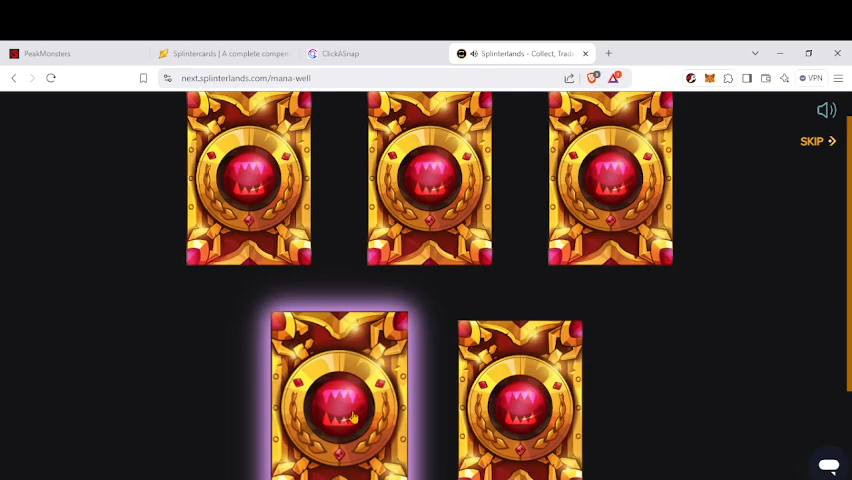 PeakMonsters
Splintercards | A complete compen
ClickASnap
Splinterlands - Collect, Trad
next.splinterlands.com/mana-well
VPN
SKIP